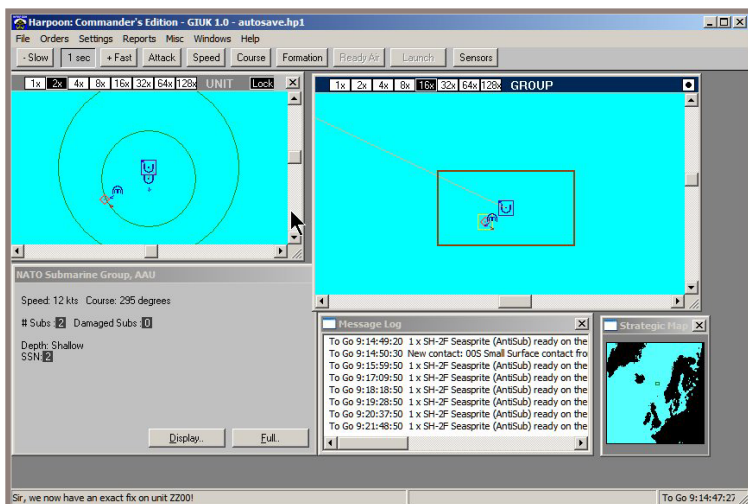 Harpoon: Commander's Edition - GIUK 1.0 - autosave.hp1
File Orders Settings Reports Misc Windows Help
- Slow 1 sec + Fast Attack Speed Course Formation Ready Air Launch Sensors
1x 2x 4x 8x 16x 32x 64x 128x UNIT Lock
1x 2x 4x 8x 16x 32x 64x 128x GROUP
NATO Submarine Group, AAU
Speed: 12 kts Course: 295 degrees
# Subs : 2 Damaged Subs : 0
Depth: Shallow
SSN: 2
Display.. Full..
Message Log
To Go 9:14:49:20 1 x SH-2F Seasprite (AntiSub) ready on the
To Go 9:14:50:30 New contact: 00S Small Surface contact fro
To Go 9:15:59:50 1 x SH-2F Seasprite (AntiSub) ready on the
To Go 9:17:09:50 1 x SH-2F Seasprite (AntiSub) ready on the
To Go 9:18:18:50 1 x SH-2F Seasprite (AntiSub) ready on the
To Go 9:19:28:50 1 x SH-2F Seasprite (AntiSub) ready on the
To Go 9:20:37:50 1 x SH-2F Seasprite (AntiSub) ready on the
To Go 9:21:48:50 1 x SH-2F Seasprite (AntiSub) ready on the
Strategic Map
Sir, we now have an exact fix on unit ZZ00!
To Go 9:14:47:27